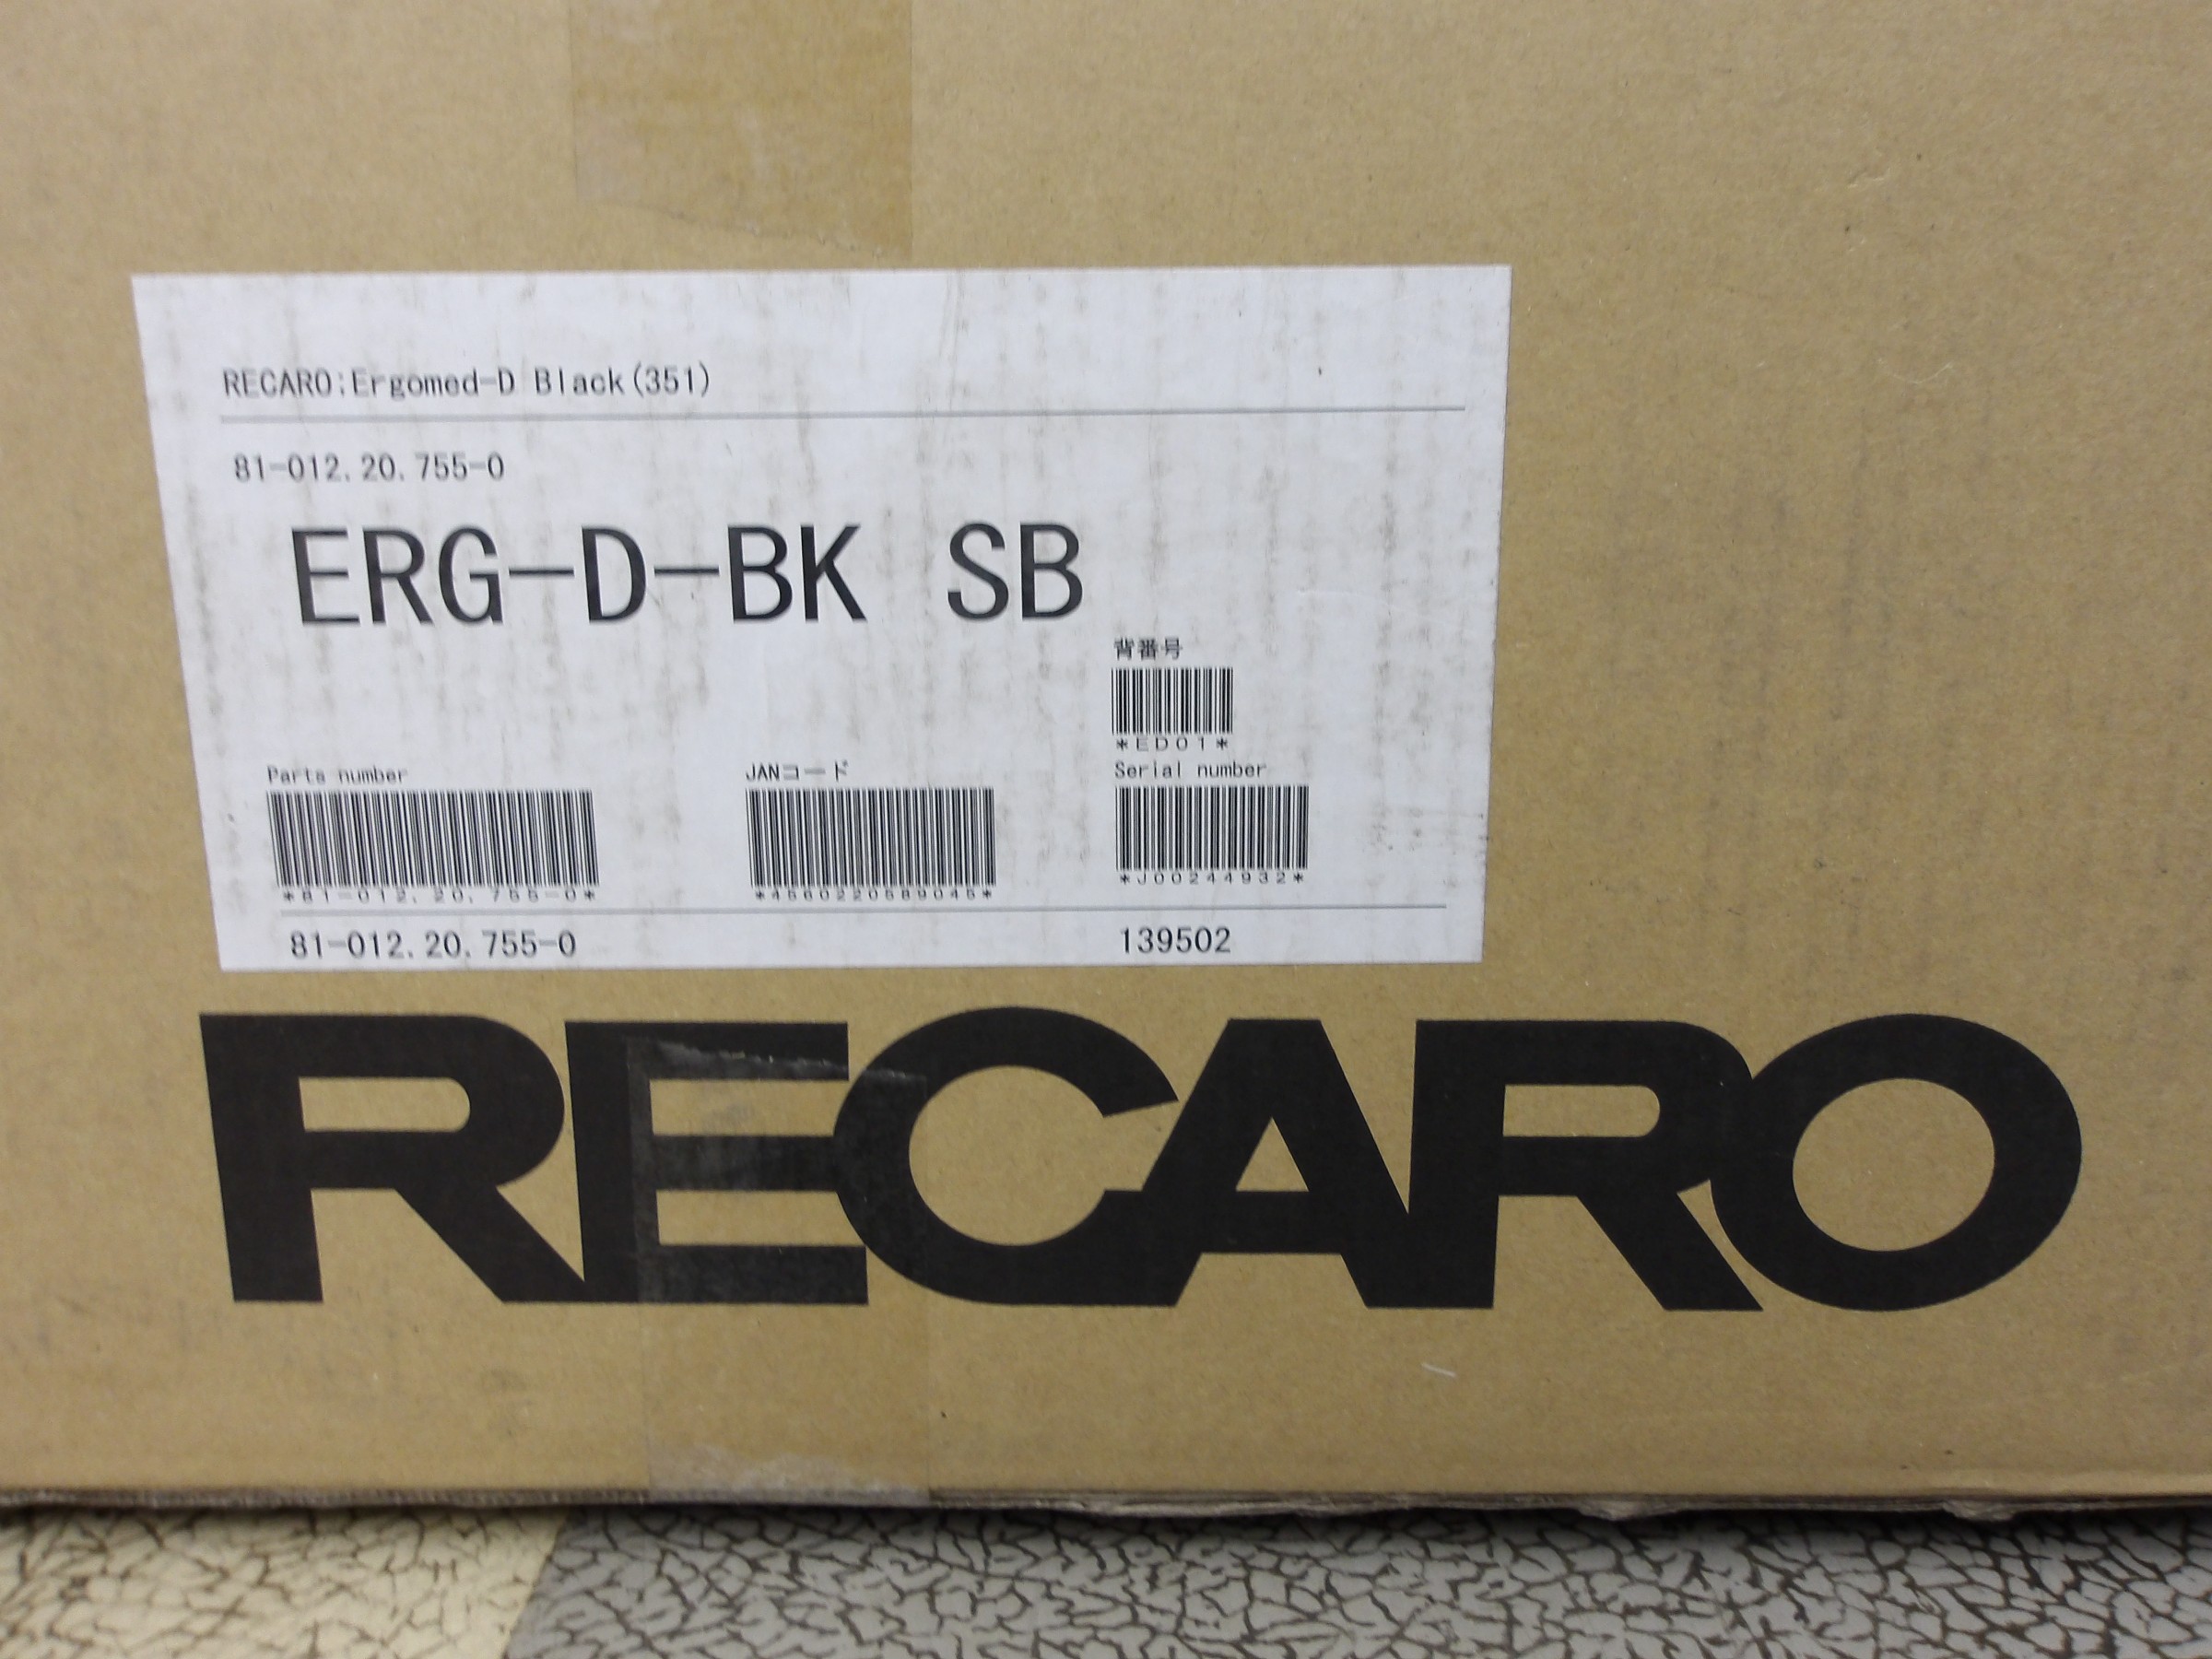 RECARO:Ergomed-D Black(351)
81-012.20.755-0
ERG-D-BK SB
背番号
*ED01*
Parts number
JANコード
Serial number
*81-012.20.755-0*
*4560220589045*
*J00244932*
81-012.20.755-0
139502
RECARO